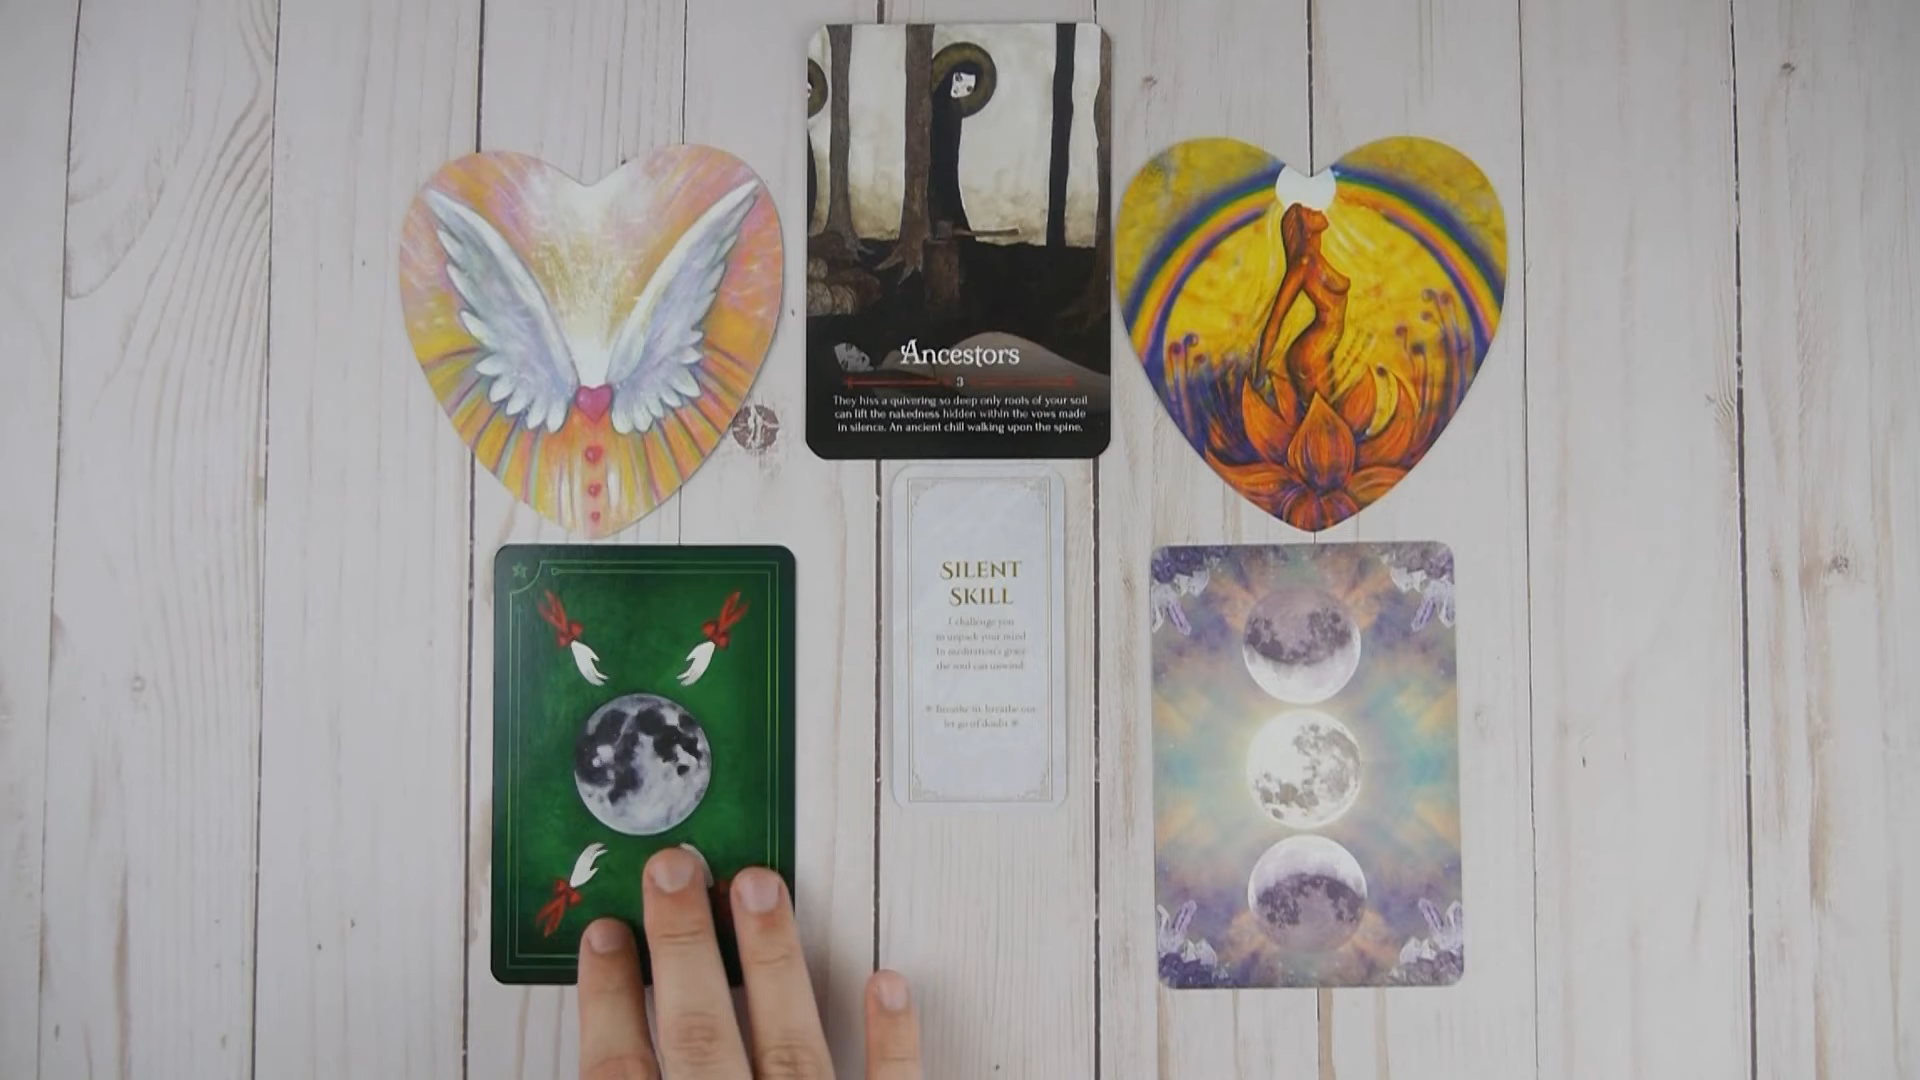 Ancestors
3
They hiss a quivering so deep only roots of your soil
can lift the nakedness hidden within the vows made
in silence. An ancient chill walking upon the spine.
SILENT
SKILL
I challenge you
to unpack your mind
In meditation's grace
the soul can unwind
* Breathe in, breathe out
let go of doubt *